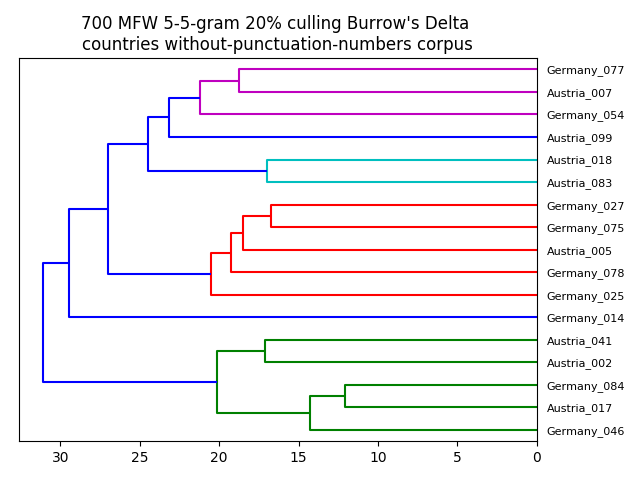 700 MFW 5-5-gram 20% culling Burrow's Delta
countries without-punctuation-numbers corpus
Germany_077
Austria_007
Germany_054
Austria_099
Austria_018
Austria_083
Germany_027
Germany_075
Austria_005
Germany_078
Germany_025
Germany_014
Austria_041
Austria_002
Germany_084
Austria_017
Germany_046
30 25 20 15 10 5 0